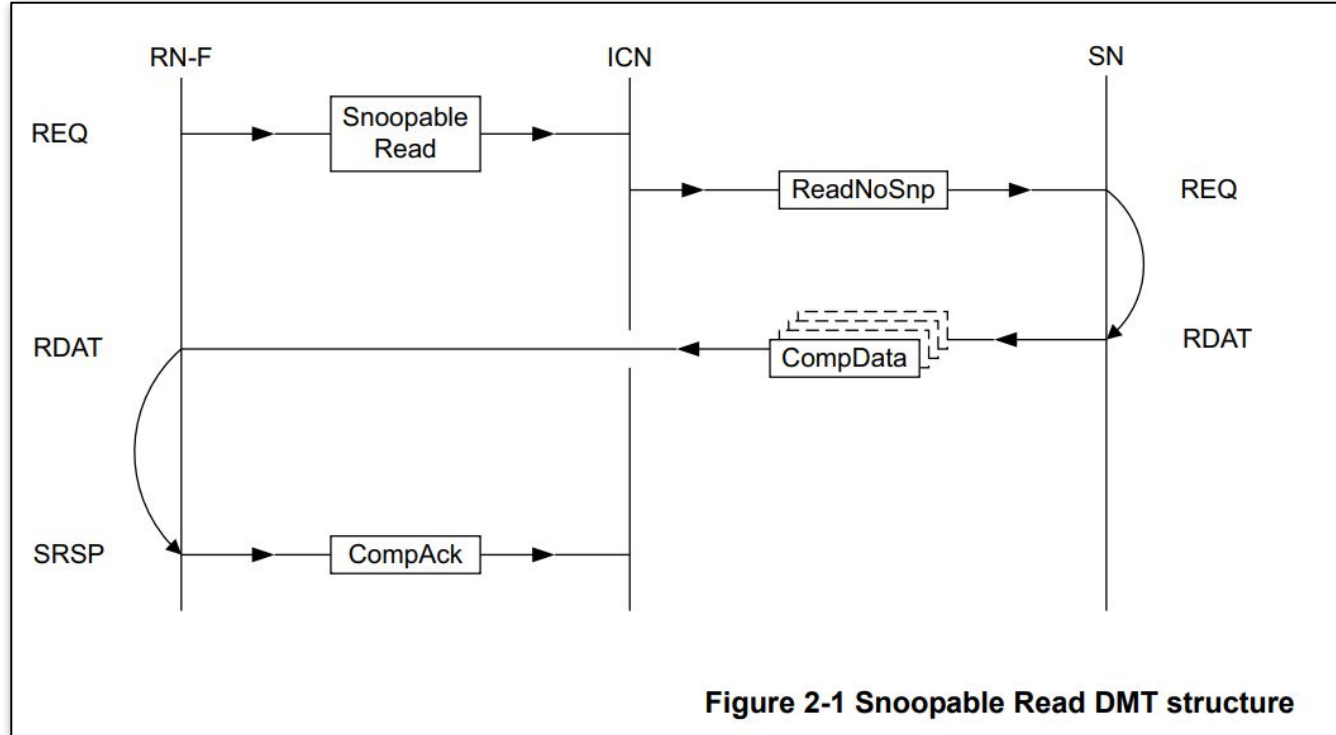 RN-F
ICN
SN
REQ
Snoopable
Read
ReadNoSnp
REQ
RDAT
CompData
RDAT
SRSP
CompAck
Figure 2-1 Snoopable Read DMT structure